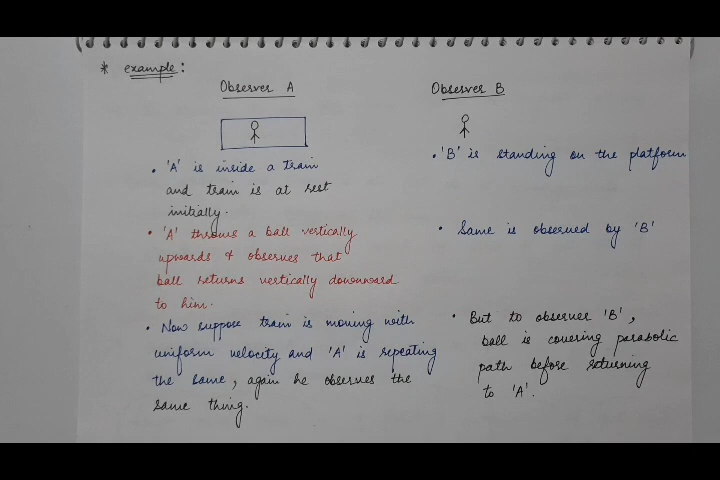 * example:
Observer A
'A' is inside a train
and train is at rest
initially.
'A' throws a ball vertically
upwards & observes that
ball returns vertically downward
to him.
Now suppose train is moving with
uniform velocity and 'A' is repeating
the same, again he observes the
same thing.
Observer B
'B' is standing on the platform
Same is observed by 'B'
But to observer 'B',
ball is covering parabolic
path before returning
to 'A'.